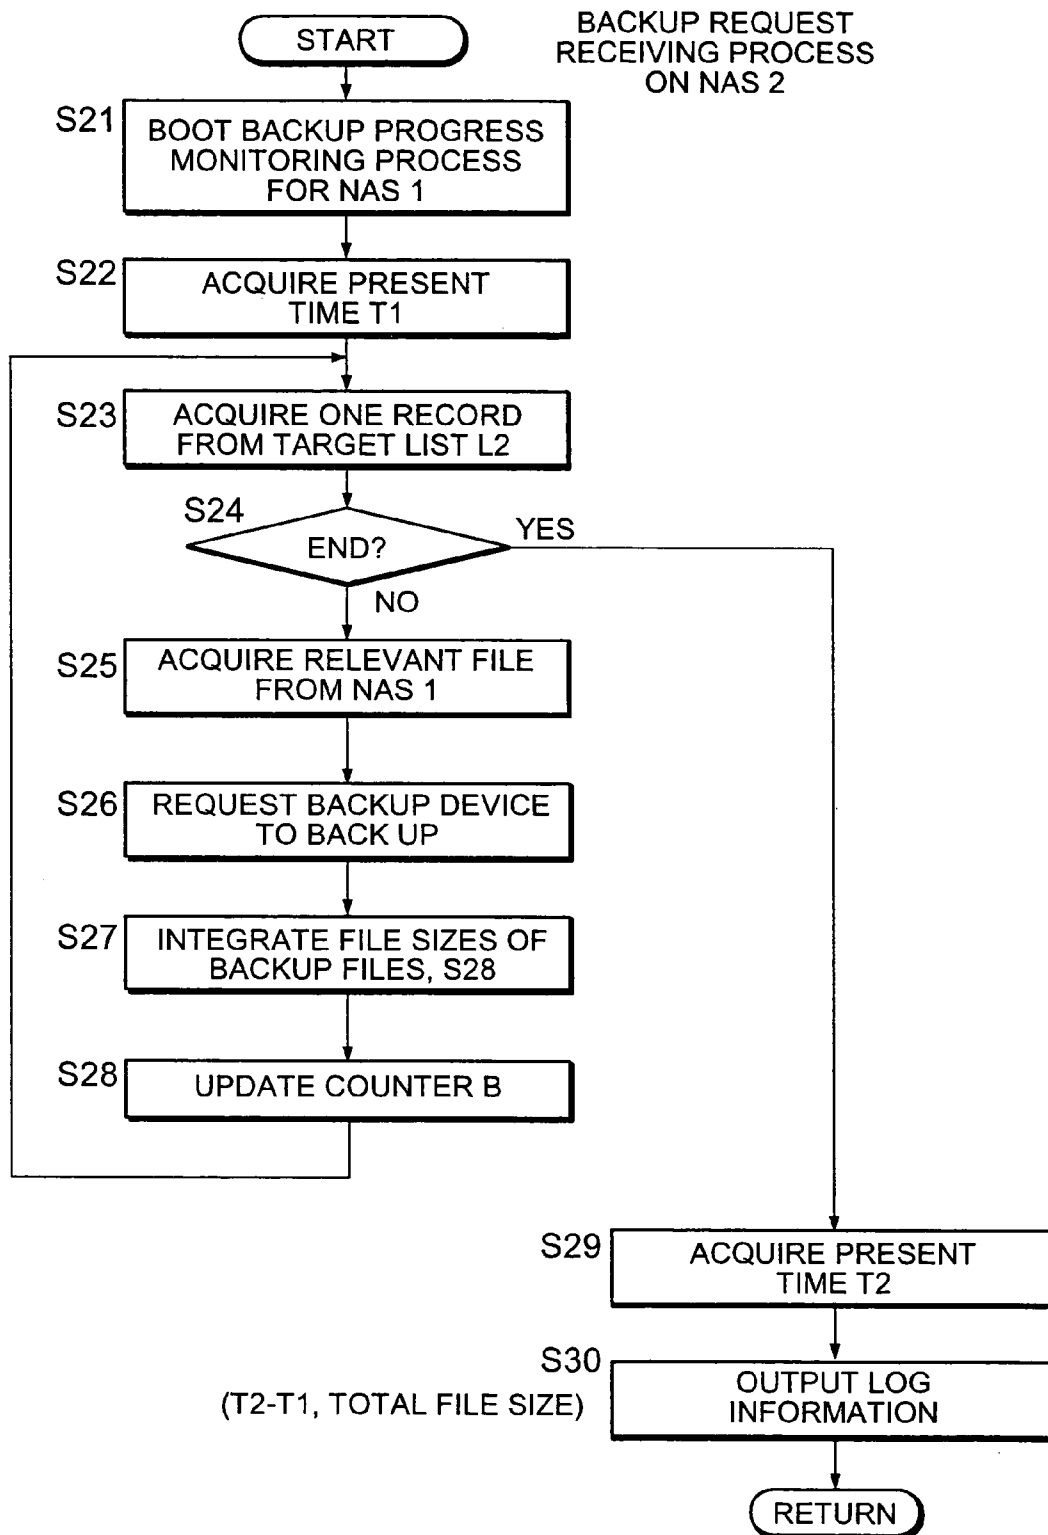 START
BACKUP REQUEST
RECEIVING PROCESS
ON NAS 2
S21
BOOT BACKUP PROGRESS
MONITORING PROCESS
FOR NAS 1
S22
ACQUIRE PRESENT
TIME T1
S23
ACQUIRE ONE RECORD
FROM TARGET LIST L2
S24
END?
YES
NO
S25
ACQUIRE RELEVANT FILE
FROM NAS 1
S26
REQUEST BACKUP DEVICE
TO BACK UP
S27
INTEGRATE FILE SIZES OF
BACKUP FILES, S28
S28
UPDATE COUNTER B
S29
ACQUIRE PRESENT
TIME T2
S30
(T2-T1, TOTAL FILE SIZE)
OUTPUT LOG
INFORMATION
RETURN